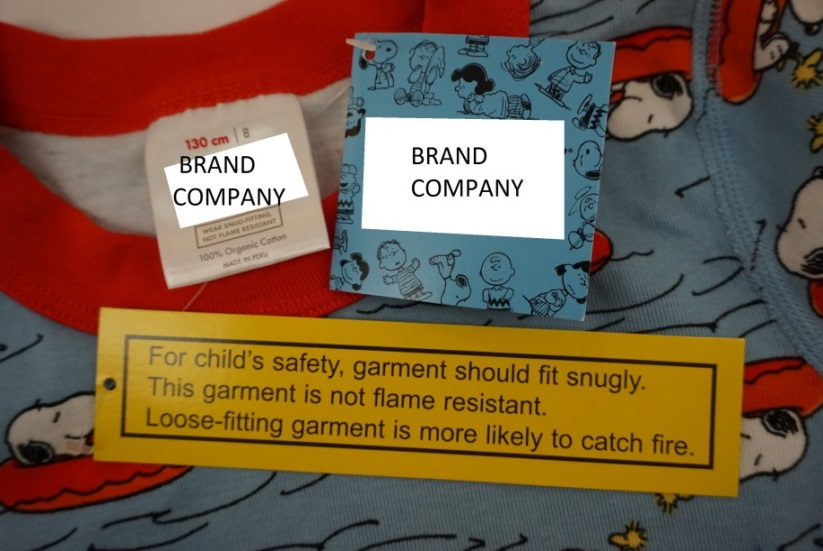 130 cm | 8
BRAND
COMPANY
WEAR SNUG-FITTING,
NOT FLAME RESISTANT
100% Organic Cotton
MADE IN PERU
BRAND
COMPANY
For child's safety, garment should fit snugly.
This garment is not flame resistant.
Loose-fitting garment is more likely to catch fire.